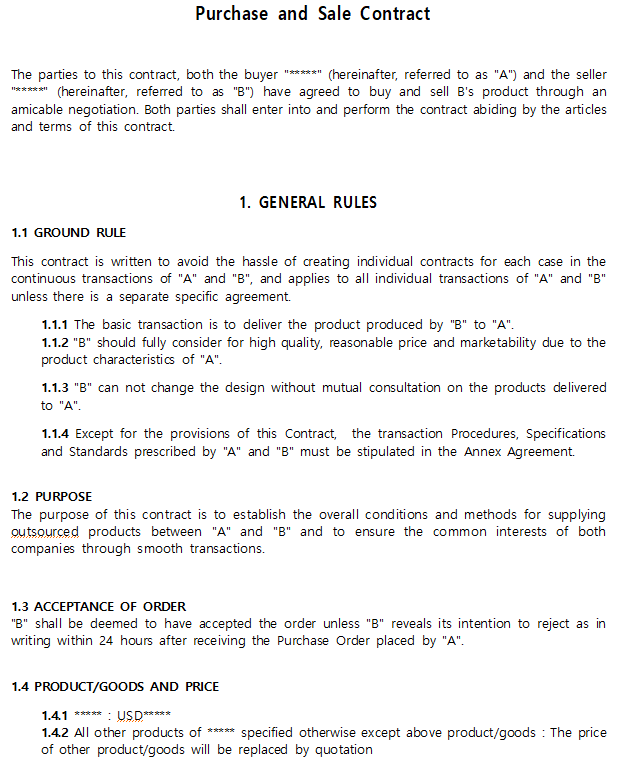 Purchase and Sale Contract
The parties to this contract, both the buyer "*****" (hereinafter, referred to as "A") and the seller
"*****" (hereinafter, referred to as "B") have agreed to buy and sell B's product through an
amicable negotiation. Both parties shall enter into and perform the contract abiding by the articles
and terms of this contract.
1. GENERAL RULES
1.1 GROUND RULE
This contract is written to avoid the hassle of creating individual contracts for each case in the
continuous transactions of "A" and "B", and applies to all individual transactions of "A" and "B"
unless there is a separate specific agreement.
1.1.1 The basic transaction is to deliver the product produced by "B" to "A".
1.1.2 "B" should fully consider for high quality, reasonable price and marketability due to the
product characteristics of "A".
1.1.3 "B" can not change the design without mutual consultation on the products delivered
to "A".
1.1.4 Except for the provisions of this Contract, the transaction Procedures, Specifications
and Standards prescribed by "A" and "B" must be stipulated in the Annex Agreement.
1.2 PURPOSE
The purpose of this contract is to establish the overall conditions and methods for supplying
outsourced products between "A" and "B" and to ensure the common interests of both
companies through smooth transactions.
1.3 ACCEPTANCE OF ORDER
"B" shall be deemed to have accepted the order unless "B" reveals its intention to reject as in
writing within 24 hours after receiving the Purchase Order placed by "A".
1.4 PRODUCT/GOODS AND PRICE
1.4.1 ***** : USD*****
1.4.2 All other products of ***** specified otherwise except above product/goods : The price
of other product/goods will be replaced by quotation